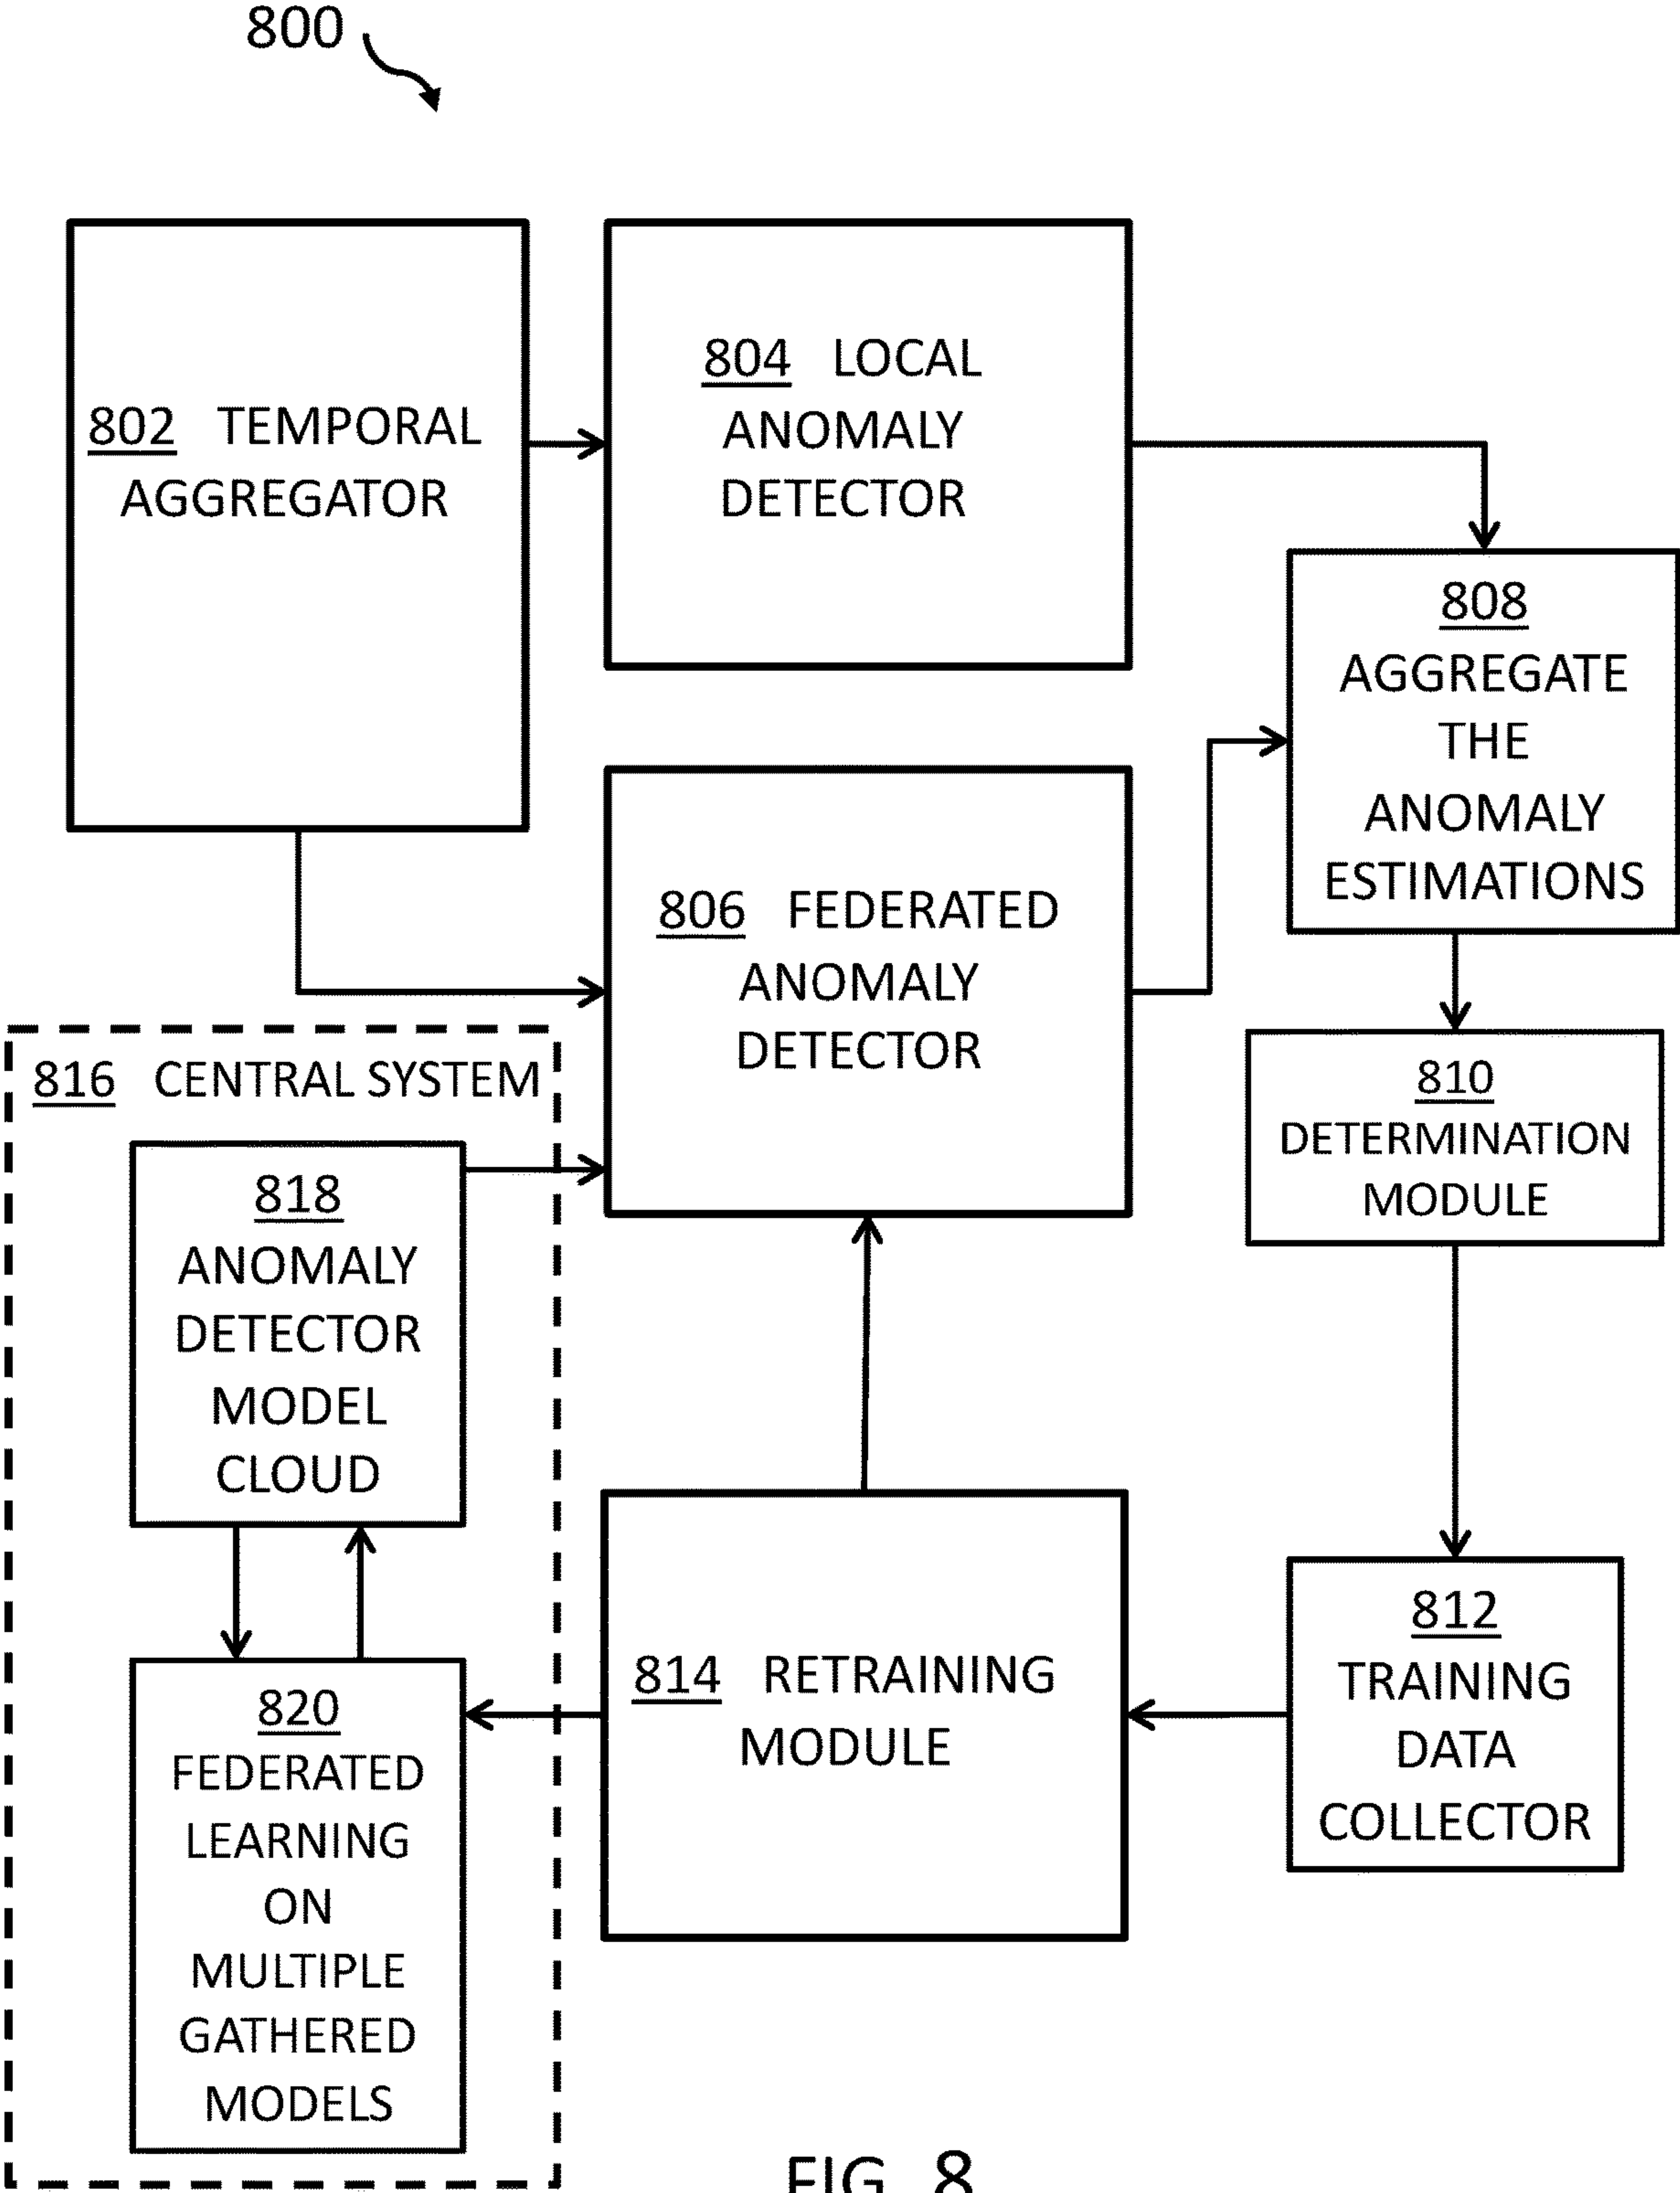 800
802 TEMPORAL
AGGREGATOR
804 LOCAL
ANOMALY
DETECTOR
806 FEDERATED
ANOMALY
DETECTOR
808
AGGREGATE
THE
ANOMALY
ESTIMATIONS
810
DETERMINATION
MODULE
812
TRAINING
DATA
COLLECTOR
814 RETRAINING
MODULE
816 CENTRAL SYSTEM
818
ANOMALY
DETECTOR
MODEL
CLOUD
820
FEDERATED
LEARNING
ON
MULTIPLE
GATHERED
MODELS
FIG. 8